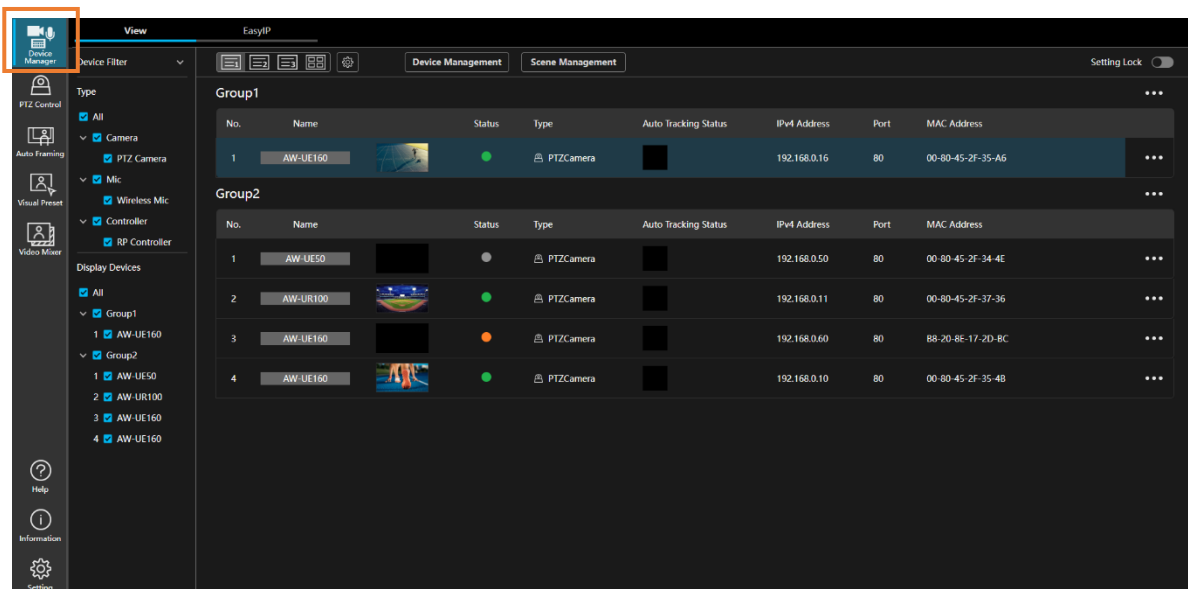 View EasyIP
Device Manager
Device Filter
Device Management Scene Management Setting Lock
PTZ Control
Auto Framing
Visual Preset
Video Mixer
Help
Information
Setting
Type
All
Camera
PTZ Camera
Mic
Wireless Mic
Controller
RP Controller
Display Devices
All
Group1
1 AW-UE160
Group2
1 AW-UE50
2 AW-UR100
3 AW-UE160
4 AW-UE160
Group1
No. Name Status Type Auto Tracking Status IPv4 Address Port MAC Address
1 AW-UE160 PTZCamera 192.168.0.16 80 00-80-45-2F-35-A6
Group2
No. Name Status Type Auto Tracking Status IPv4 Address Port MAC Address
1 AW-UE50 PTZCamera 192.168.0.50 80 00-80-45-2F-34-4E
2 AW-UR100 PTZCamera 192.168.0.11 80 00-80-45-2F-37-36
3 AW-UE160 PTZCamera 192.168.0.60 80 B8-20-8E-17-2D-BC
4 AW-UE160 PTZCamera 192.168.0.10 80 00-80-45-2F-35-4B